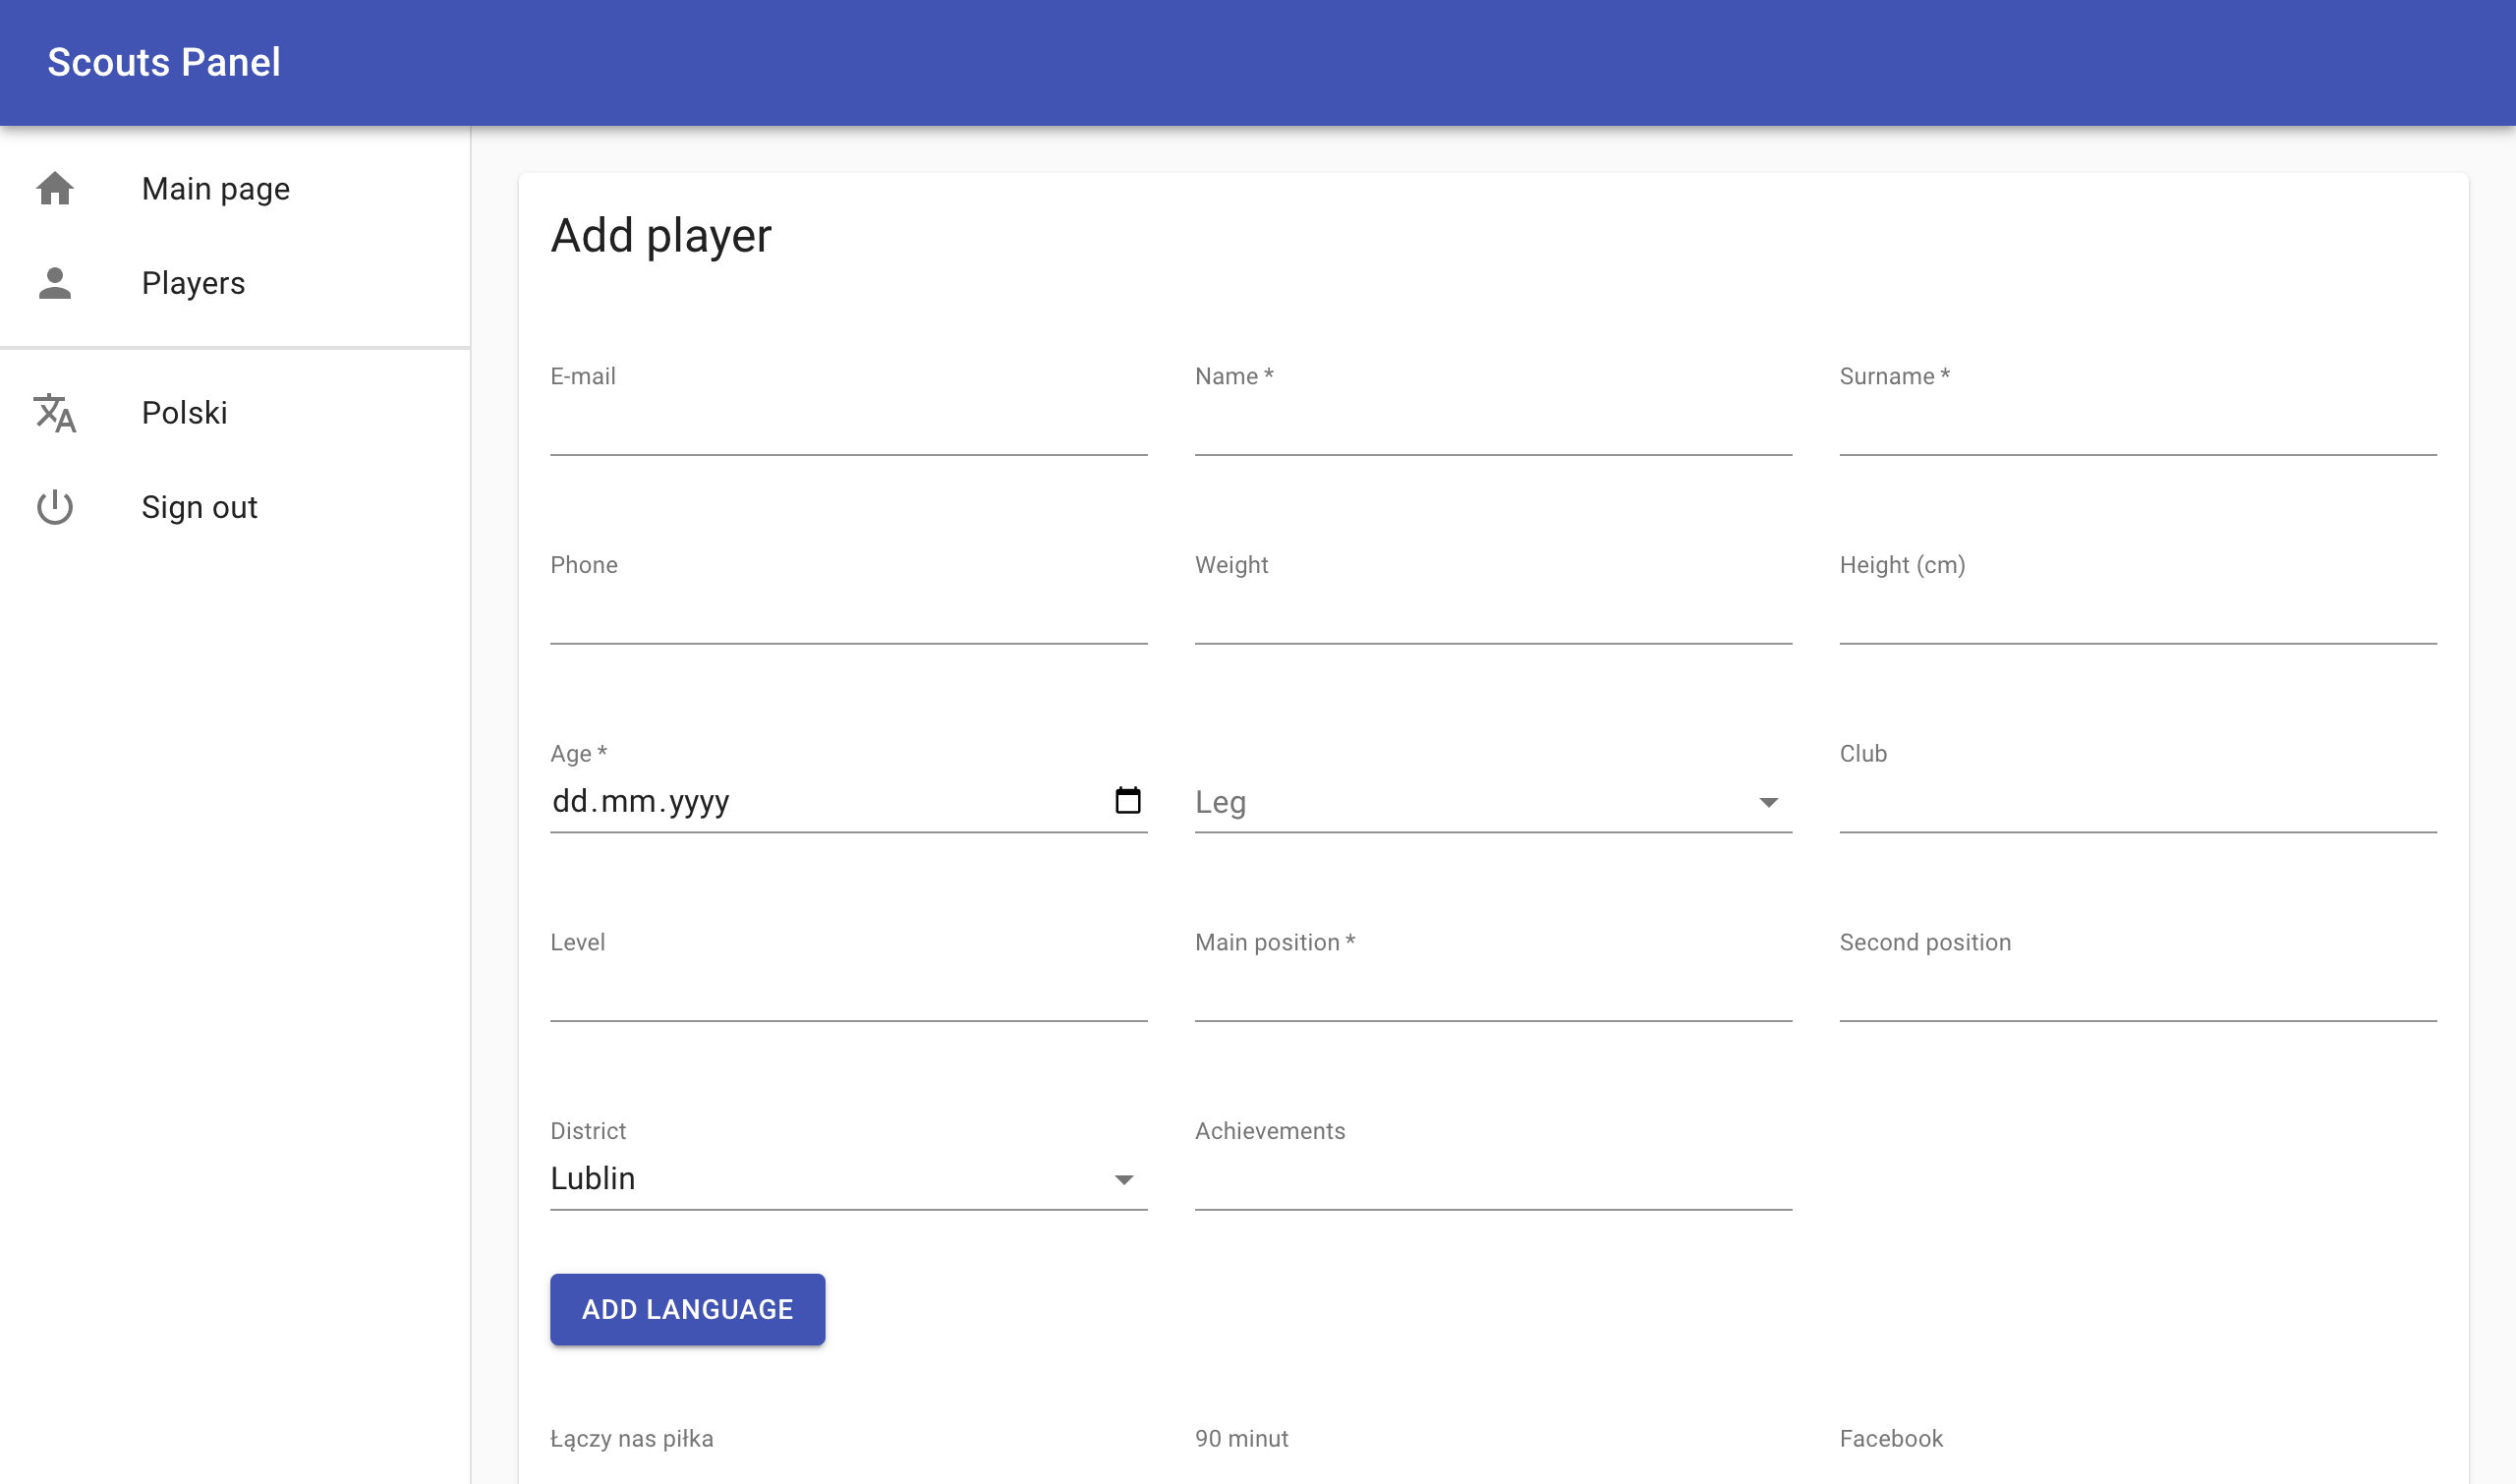 Scouts Panel
Main page
Players
Polski
Sign out
Add player
E-mail
Name *
Surname *
Phone
Weight
Height (cm)
Age *
dd.mm.yyyy
Leg
Club
Level
Main position *
Second position
District
Lublin
Achievements
ADD LANGUAGE
Łączy nas piłka
90 minut
Facebook